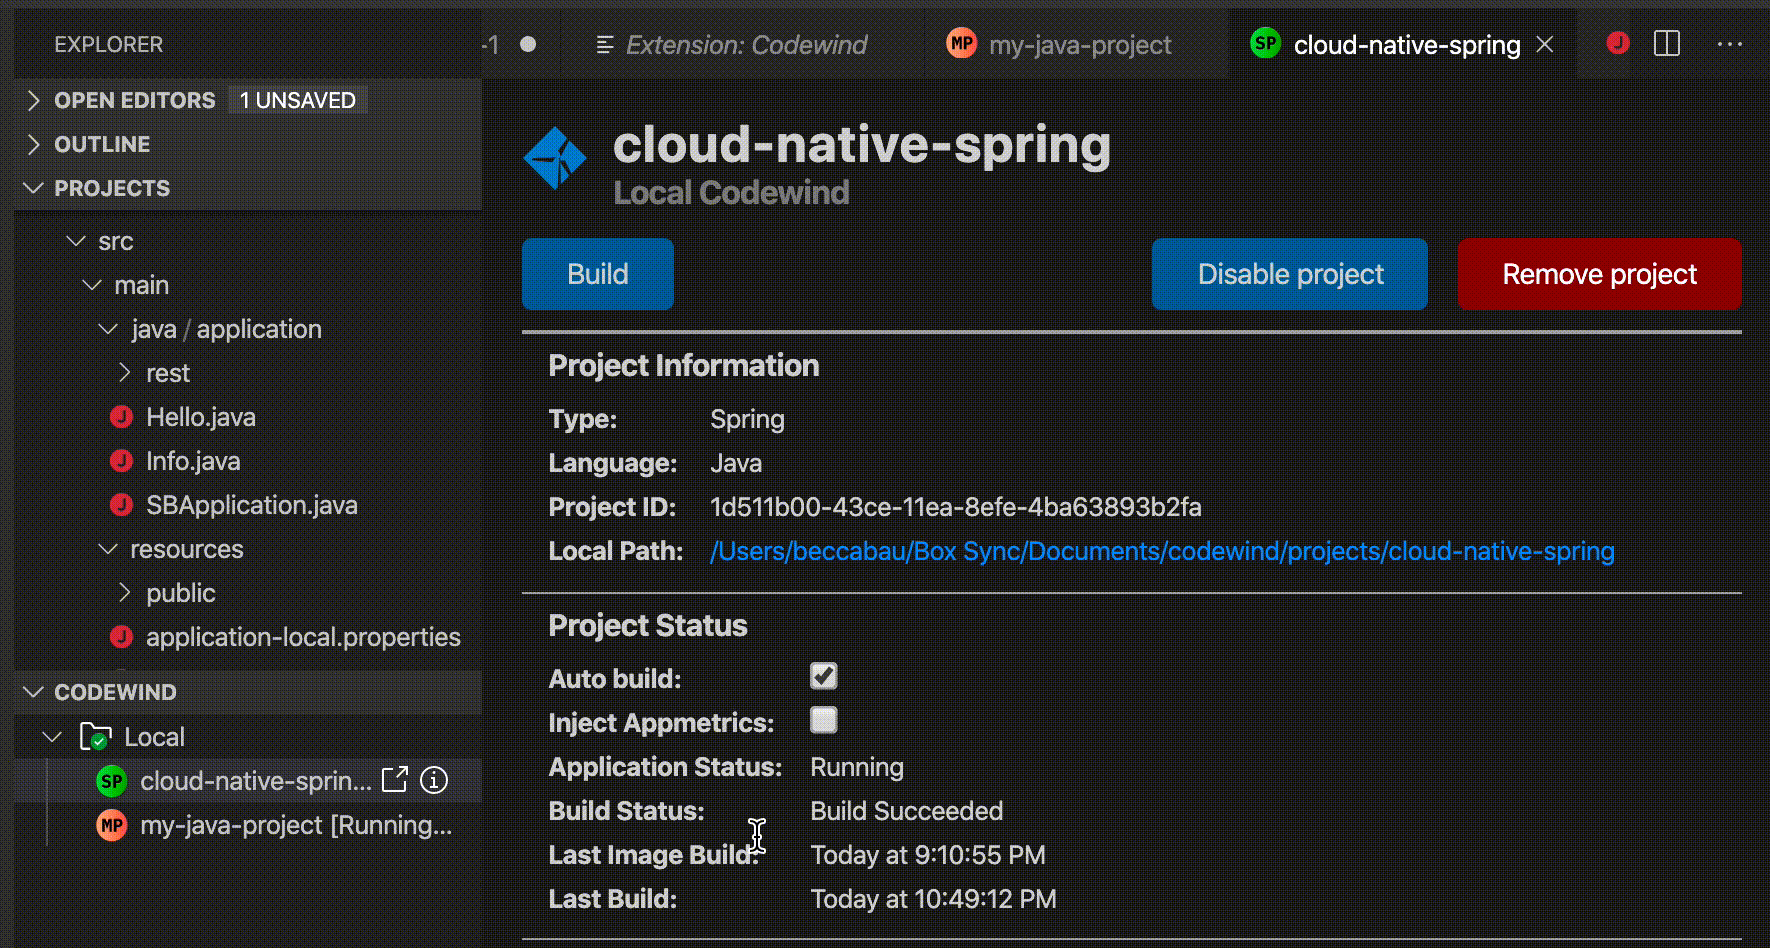 EXPLORER
-1
Extension: Codewind
MP my-java-project
SP cloud-native-spring
J
OPEN EDITORS 1 UNSAVED
OUTLINE
PROJECTS
src
main
java / application
rest
J Hello.java
J Info.java
J SBApplication.java
resources
public
J application-local.properties
CODEWIND
Local
SP cloud-native-sprin...
MP my-java-project [Running...
cloud-native-spring
Local Codewind
Build
Disable project
Remove project
Project Information
Type: Spring
Language: Java
Project ID: 1d511b00-43ce-11ea-8efe-4ba63893b2fa
Local Path: /Users/beccabau/Box Sync/Documents/codewind/projects/cloud-native-spring
Project Status
Auto build:
Inject Appmetrics:
Application Status: Running
Build Status: Build Succeeded
Last Image Build: Today at 9:10:55 PM
Last Build: Today at 10:49:12 PM